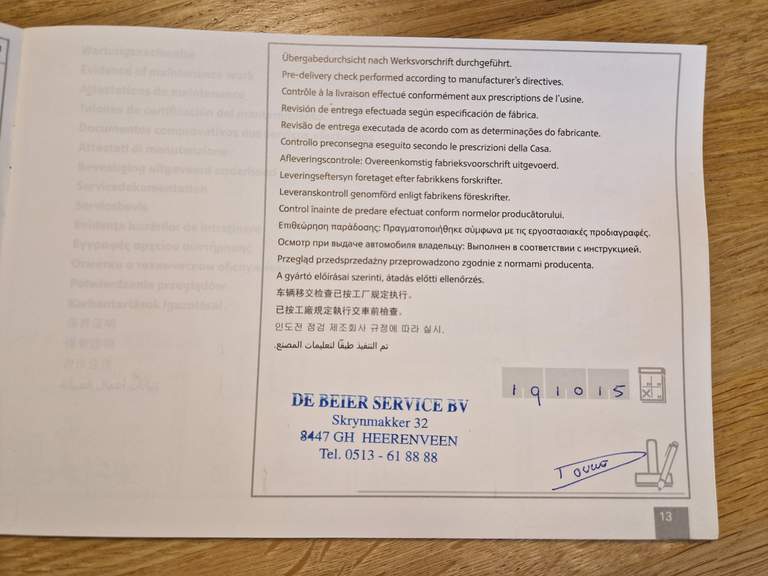 Übergabedurchsicht nach Werksvorschrift durchgeführt.
Pre-delivery check performed according to manufacturer's directives.
Contrôle à la livraison effectué conformément aux prescriptions de l'usine.
Revisión de entrega efectuada según especificación de fábrica.
Revisão de entrega executada de acordo com as determinações do fabricante.
Controllo preconsegna eseguito secondo le prescrizioni della Casa.
Afleveringscontrole: Overeenkomstig fabrieksvoorschrift uitgevoerd.
Leveringseftersyn foretaget efter fabrikkens forskrifter.
Leveranskontroll genomförd enligt fabrikens föreskrifter.
Control înainte de predare efectuat conform normelor producătorului.
Επιθεώρηση παράδοσης: Πραγματοποιήθηκε σύμφωνα με τις εργοστασιακές προδιαγραφές.
Осмотр при выдаче автомобиля владельцу: Выполнен в соответствии с инструкцией.
Przegląd przedsprzedażny przeprowadzono zgodnie z normami producenta.
A gyártó előírásai szerinti, átadás előtti ellenőrzés.
车辆移交检查已按工厂规定执行。
已按工廠規定執行交車前檢查。
인도전 점검 제조회사 규정에 따라 실시.
تم التنفيذ طبقًا لتعليمات المصنع.
191015
DE BEIER SERVICE BV
Skrynmakker 32
8447 GH HEERENVEEN
Tel. 0513 - 61 88 88
13